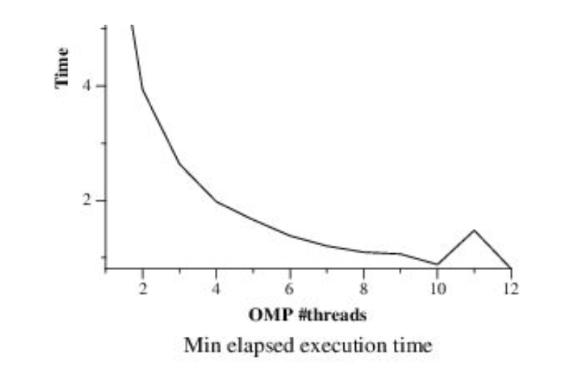 Time
4
2
2 4 6 8 10 12
OMP #threads
Min elapsed execution time